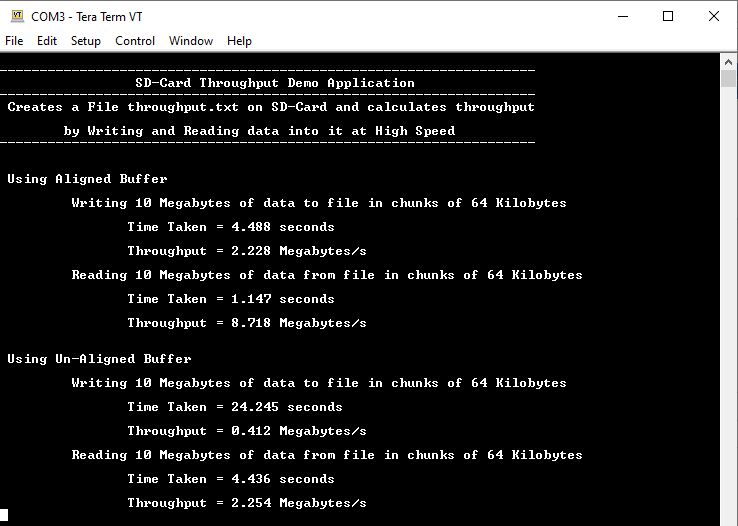 COM3 - Tera Term VT
File Edit Setup Control Window Help
SD-Card Throughput Demo Application
Creates a File throughput.txt on SD-Card and calculates throughput
by Writing and Reading data into it at High Speed
Using Aligned Buffer
Writing 10 Megabytes of data to file in chunks of 64 Kilobytes
Time Taken = 4.488 seconds
Throughput = 2.228 Megabytes/s
Reading 10 Megabytes of data from file in chunks of 64 Kilobytes
Time Taken = 1.147 seconds
Throughput = 8.718 Megabytes/s
Using Un-Aligned Buffer
Writing 10 Megabytes of data to file in chunks of 64 Kilobytes
Time Taken = 24.245 seconds
Throughput = 0.412 Megabytes/s
Reading 10 Megabytes of data from file in chunks of 64 Kilobytes
Time Taken = 4.436 seconds
Throughput = 2.254 Megabytes/s